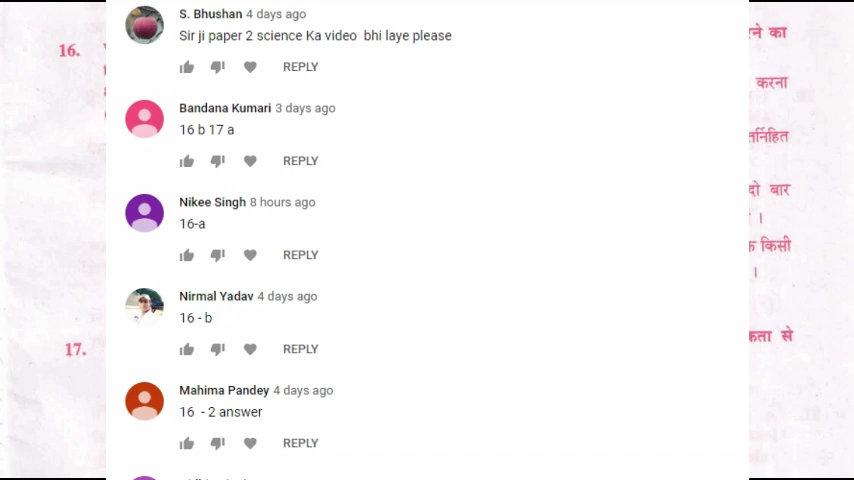 S. Bhushan 4 days ago
Sir ji paper 2 science Ka video bhi laye please
REPLY
Bandana Kumari 3 days ago
16 b 17 a
REPLY
Nikee Singh 8 hours ago
16-a
REPLY
Nirmal Yadav 4 days ago
16 - b
REPLY
Mahima Pandey 4 days ago
16 - 2 answer
REPLY
16.
17.
का
करना
दो बार
किसी
से